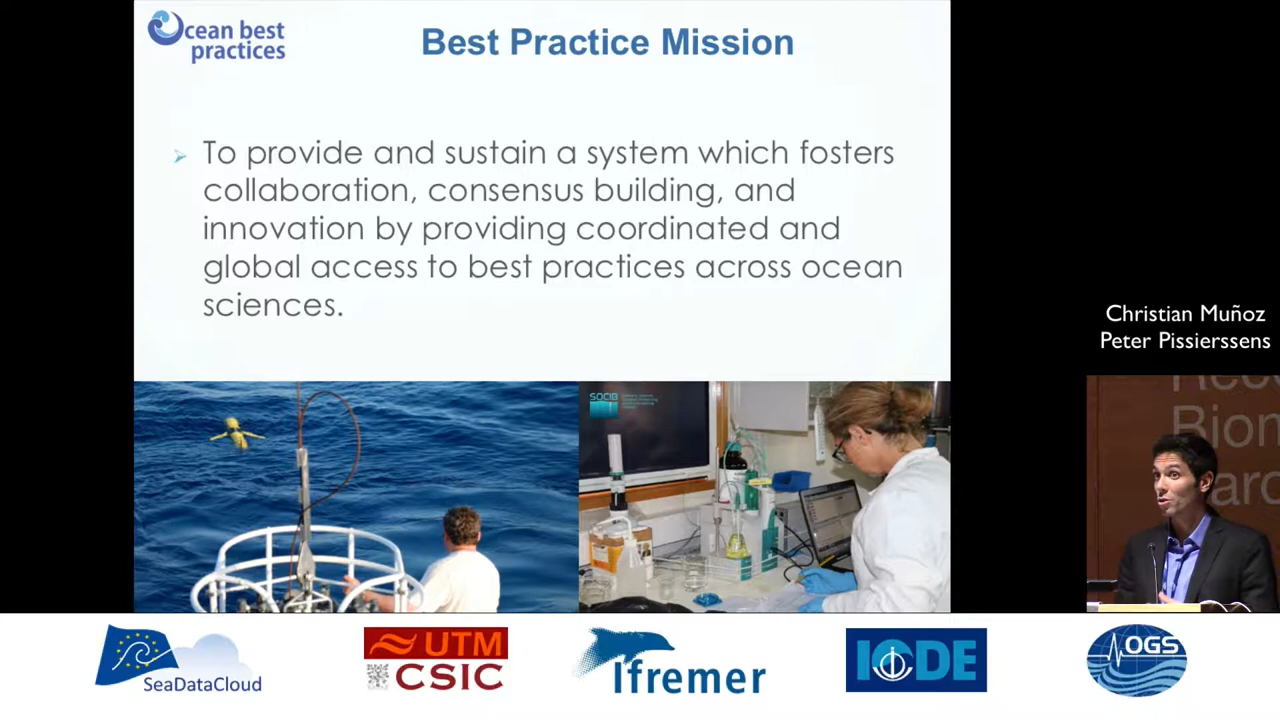 Ocean best
practices
Best Practice Mission
To provide and sustain a system which fosters
collaboration, consensus building, and
innovation by providing coordinated and
global access to best practices across ocean
sciences.
Christian Muñoz
Peter Pissierssens
SOCIB
SeaDataCloud
UTM
CSIC
Ifremer
IODE
OGS